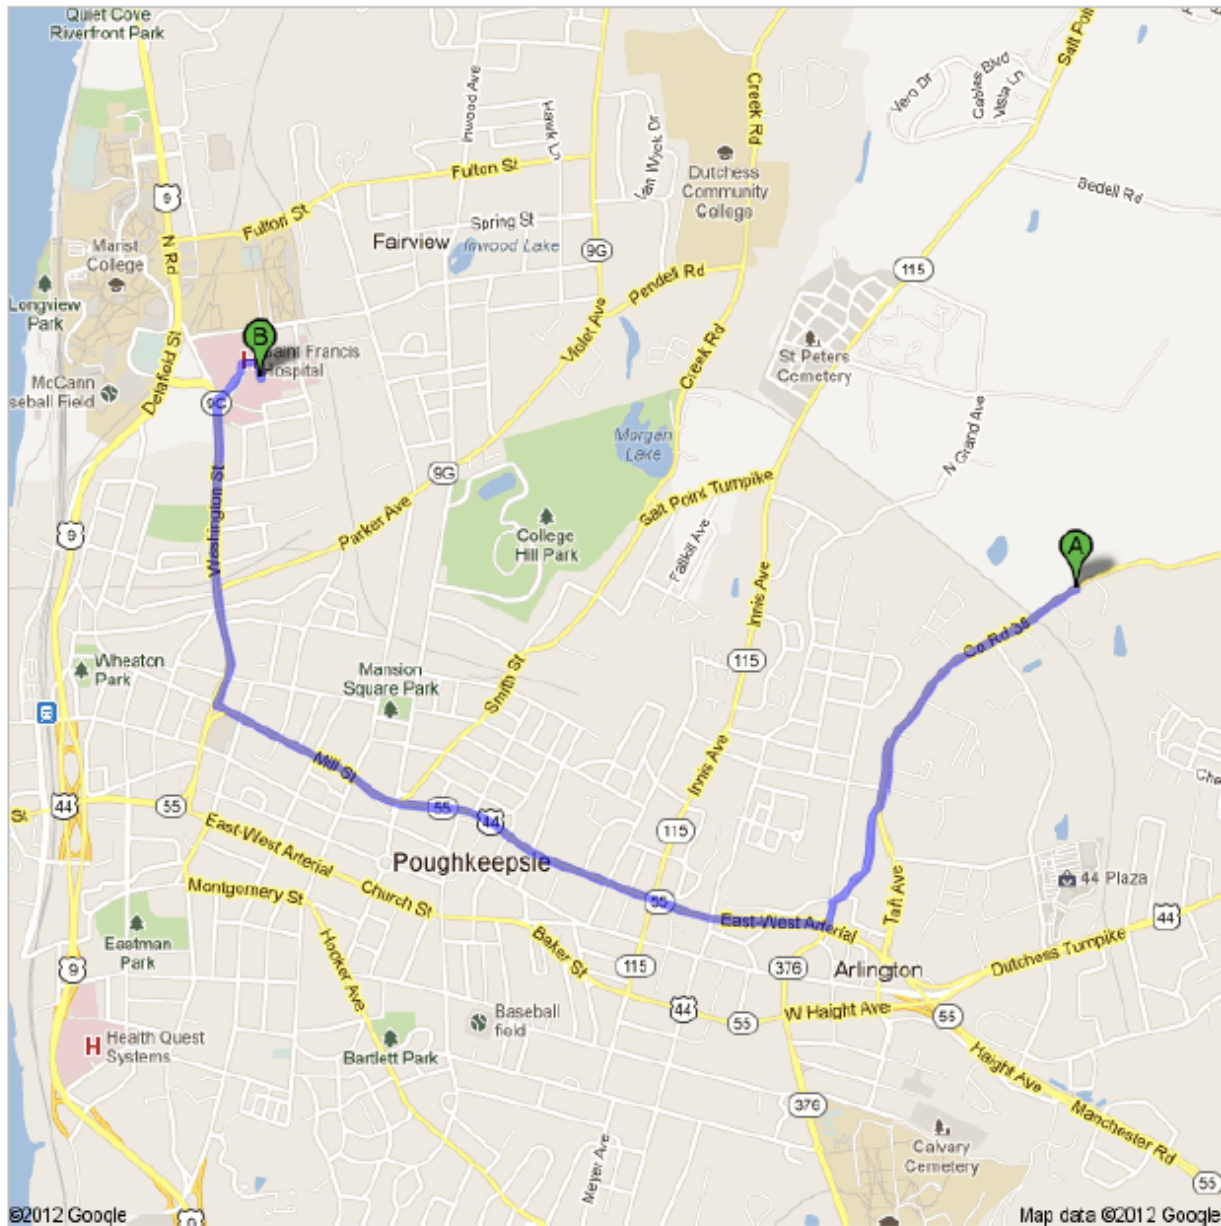 Quiet Cove
Riverfront Park
Salt Poi
Cables Blvd
Vista Ln
Vero Dr
Inwood Ave
Hawk Ln
Van Wyck Dr
Creek Rd
Dutchess
Community
College
Bedell Rd
9
Fulton St
Fulton St
Spring St
Fairview
Inwood Lake
9G
N Rd
Marist
College
Pendell Rd
115
Longview
Park
Violet Ave
Delafield St
B
Saint Francis
Hospital
H
Creek Rd
St Peters
Cemetery
McCann
seball Field
9C
N Grand Ave
Morgan
Lake
9G
Washington St
Parker Ave
Salt Point Turnpike
9
College
Hill Park
Fallkill Ave
A
Innis Ave
Co Rd 38
Wheaton
Park
Mansion
Square Park
Smith St
115
Mill St
Innis Ave
Che
St
44
55
55
44
115
East-West Arterial
Poughkeepsie
44 Plaza
Montgomery St
Church St
55
Taft Ave
East-West Arterial
44
Eastman
Park
Hooker Ave
Baker St
Dutchess Turnpike
9
115
376
Arlington
44
55
W Haight Ave
55
Baseball
field
H
Health Quest
Systems
Bartlett Park
Haight Ave
376
Manchester Rd
Calvary
Cemetery
Meyer Ave
55
9
©2012 Google
Map data ©2012 Google